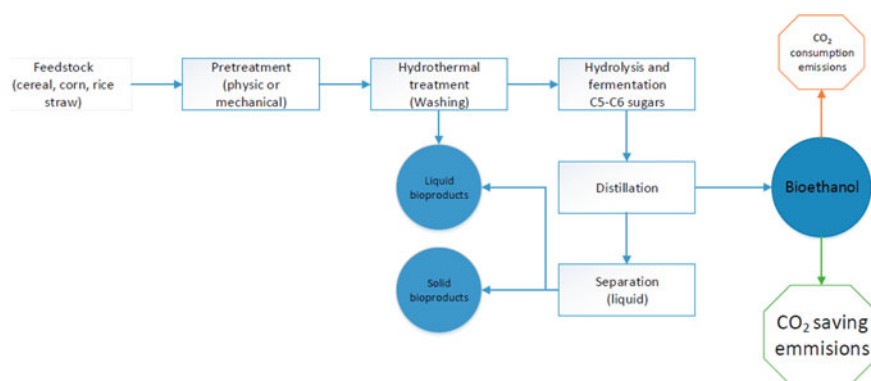 Feedstock
(cereal, corn, rice
straw)
Pretreatment
(physic or
mechanical)
Hydrothermal
treatment
(Washing)
Hydrolysis and
fermentation
C5-C6 sugars
CO₂
consumption
emissions
Liquid
bioproducts
Distillation
Bioethanol
Solid
bioproducts
Separation
(liquid)
CO₂ saving
emmisions